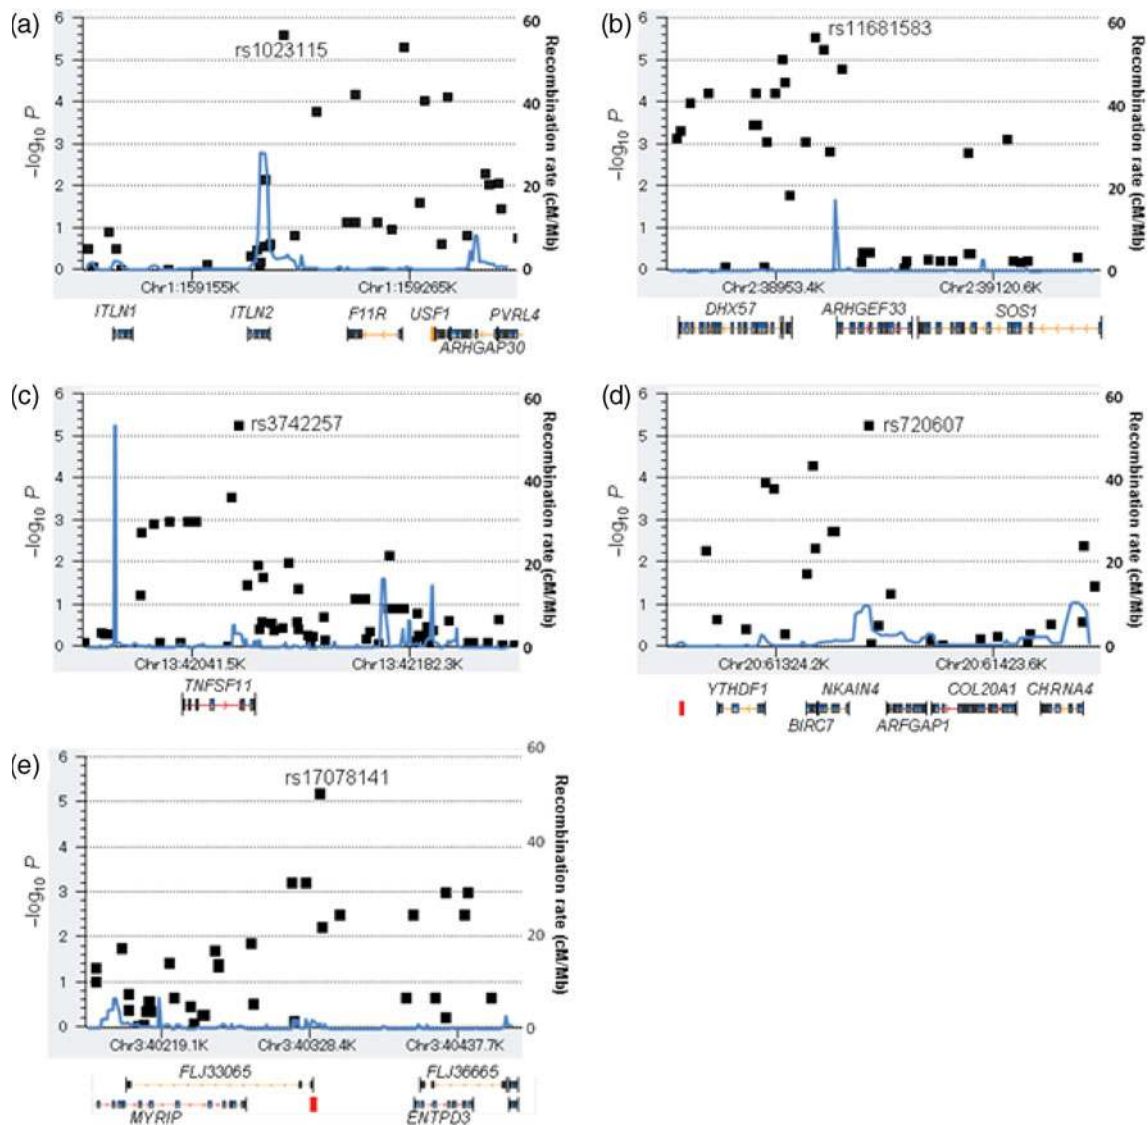 (a)
6
5
4
3
2
1
0
−log10 P
60
40
20
0
Recombination rate (cM/Mb)
rs1023115
Chr1:159155K
Chr1:159265K
ITLN1
ITLN2
F11R
USF1
PVRL4
ARHGAP30
(b)
6
5
4
3
2
1
0
−log10 P
60
40
20
0
Recombination rate (cM/Mb)
rs11681583
Chr2:38953.4K
Chr2:39120.6K
DHX57
ARHGEF33
SOS1
(c)
6
5
4
3
2
1
0
−log10 P
60
40
20
0
Recombination rate (cM/Mb)
rs3742257
Chr13:42041.5K
Chr13:42182.3K
TNFSF11
(d)
6
5
4
3
2
1
0
−log10 P
60
40
20
0
Recombination rate (cM/Mb)
rs720607
Chr20:61324.2K
Chr20:61423.6K
YTHDF1
NKAIN4
COL20A1
CHRNA4
BIRC7
ARFGAP1
(e)
6
5
4
3
2
1
0
−log10 P
60
40
20
0
Recombination rate (cM/Mb)
rs17078141
Chr3:40219.1K
Chr3:40328.4K
Chr3:40437.7K
FLJ33065
FLJ36665
MYRIP
ENTPD3